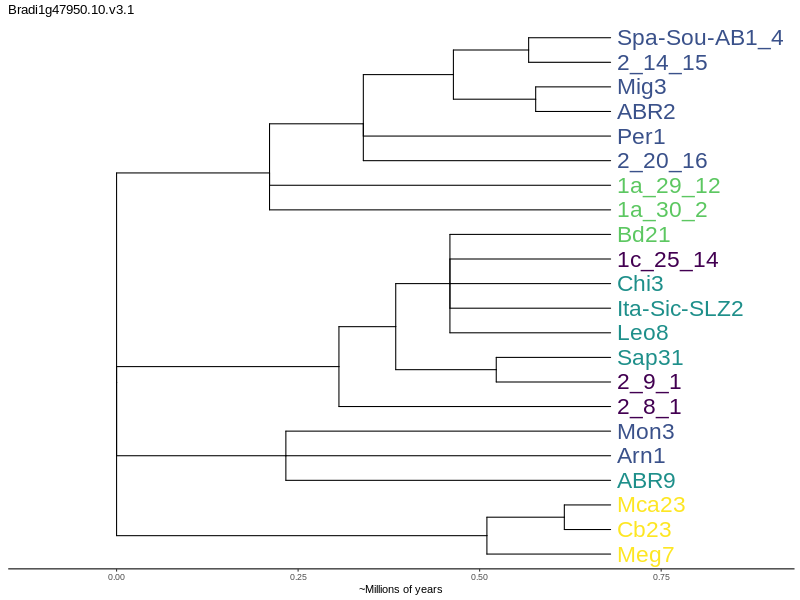 Bradi1g47950.10.v3.1
Spa-Sou-AB1_4
2_14_15
Mig3
ABR2
Per1
2_20_16
1a_29_12
1a_30_2
Bd21
1c_25_14
Chi3
Ita-Sic-SLZ2
Leo8
Sap31
2_9_1
2_8_1
Mon3
Arn1
ABR9
Mca23
Cb23
Meg7
0.00 0.25 0.50 0.75
~Millions of years